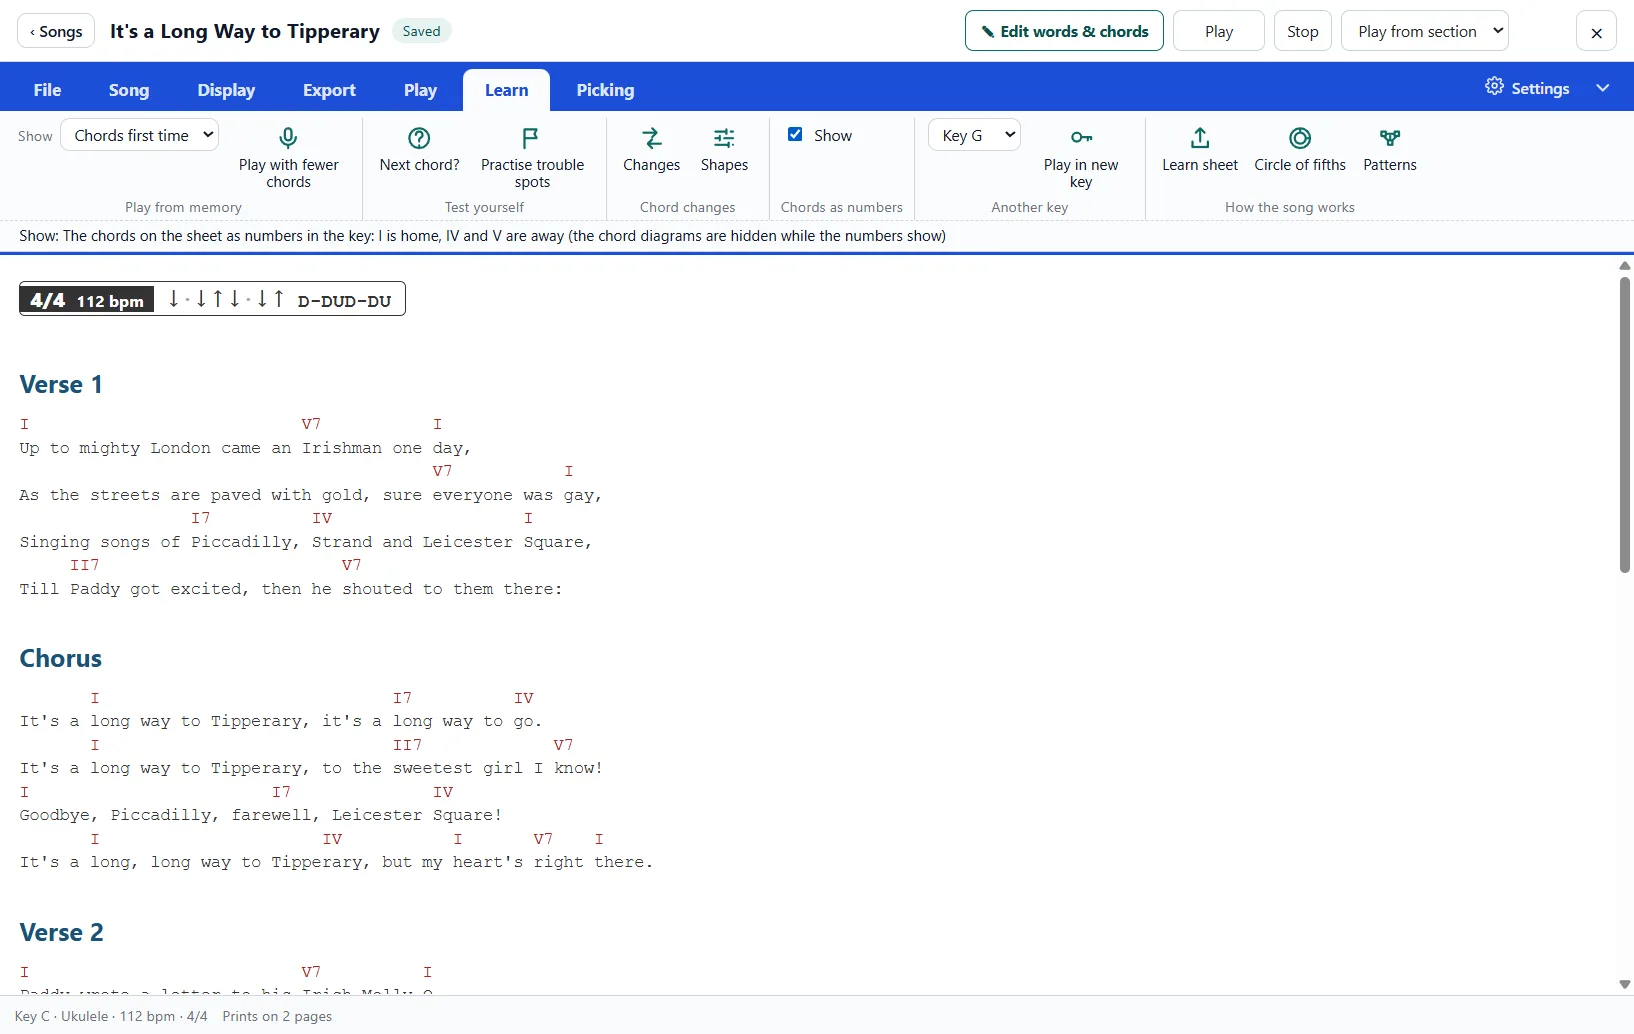 ‹ Songs It's a Long Way to Tipperary Saved Edit words & chords Play Stop Play from section ×
File Song Display Export Play Learn Picking Settings
Show Chords first time Play with fewer chords Next chord? Practise trouble spots Changes Shapes Show Key G Play in new key Learn sheet Circle of fifths Patterns
Play from memory Test yourself Chord changes Chords as numbers Another key How the song works
Show: The chords on the sheet as numbers in the key: I is home, IV and V are away (the chord diagrams are hidden while the numbers show)
4/4 112 bpm ↓·↓↑↓·↓↑ D-DUD-DU
Verse 1
I V7 I
Up to mighty London came an Irishman one day,
V7 I
As the streets are paved with gold, sure everyone was gay,
I7 IV I
Singing songs of Piccadilly, Strand and Leicester Square,
II7 V7
Till Paddy got excited, then he shouted to them there:
Chorus
I I7 IV
It's a long way to Tipperary, it's a long way to go.
I II7 V7
It's a long way to Tipperary, to the sweetest girl I know!
I I7 IV
Goodbye, Piccadilly, farewell, Leicester Square!
I IV I V7 I
It's a long, long way to Tipperary, but my heart's right there.
Verse 2
I V7 I
Paddy wrote a letter to his Irish Molly O
Key C · Ukulele · 112 bpm · 4/4 Prints on 2 pages